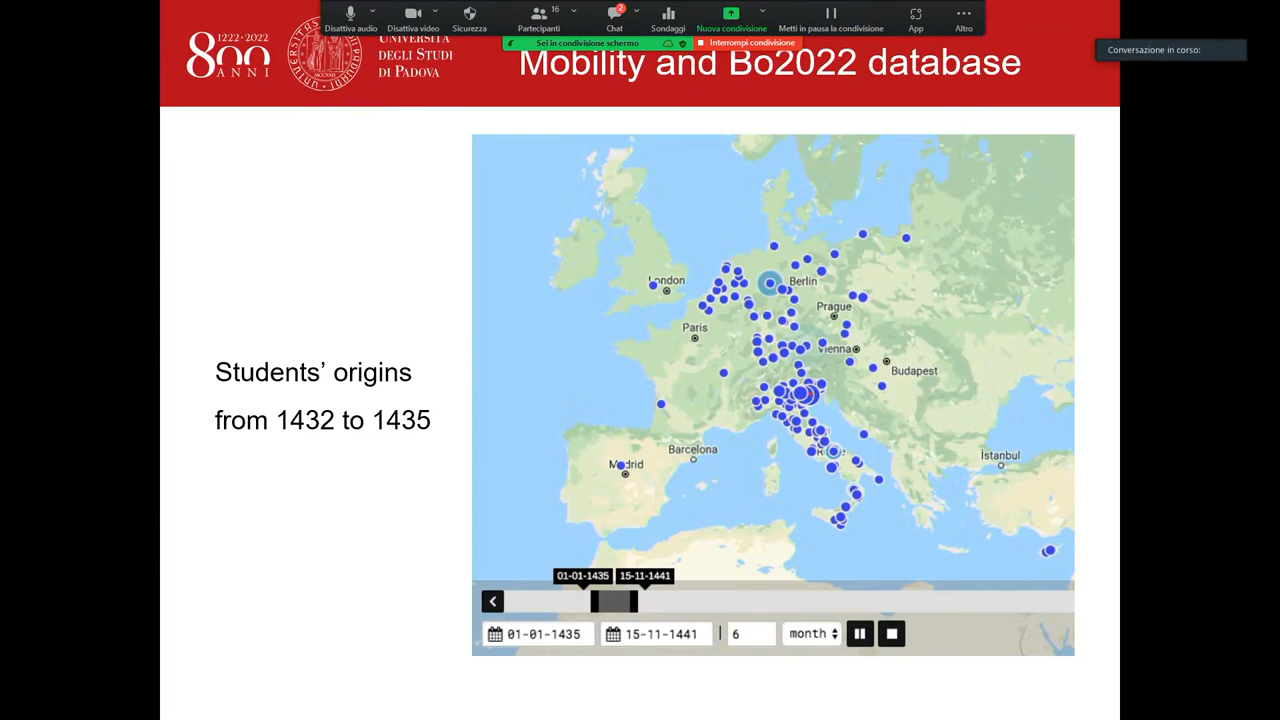 16
2
Disattiva audio
Disattiva video
Sicurezza
Partecipanti
Chat
Sondaggi
Nuova condivisione
Metti in pausa la condivisione
App
Altro
Sei in condivisione schermo
Interrompi condivisione
Conversazione in corso:
1222·2022
800
ANNI
UNIVERSITÀ
DEGLI STUDI
DI PADOVA
Mobility and Bo2022 database
Students’ origins
from 1432 to 1435
London
Berlin
Prague
Paris
Vienna
Budapest
Barcelona
Madrid
İstanbul
01-01-1435
15-11-1441
01-01-1435
15-11-1441
6
month